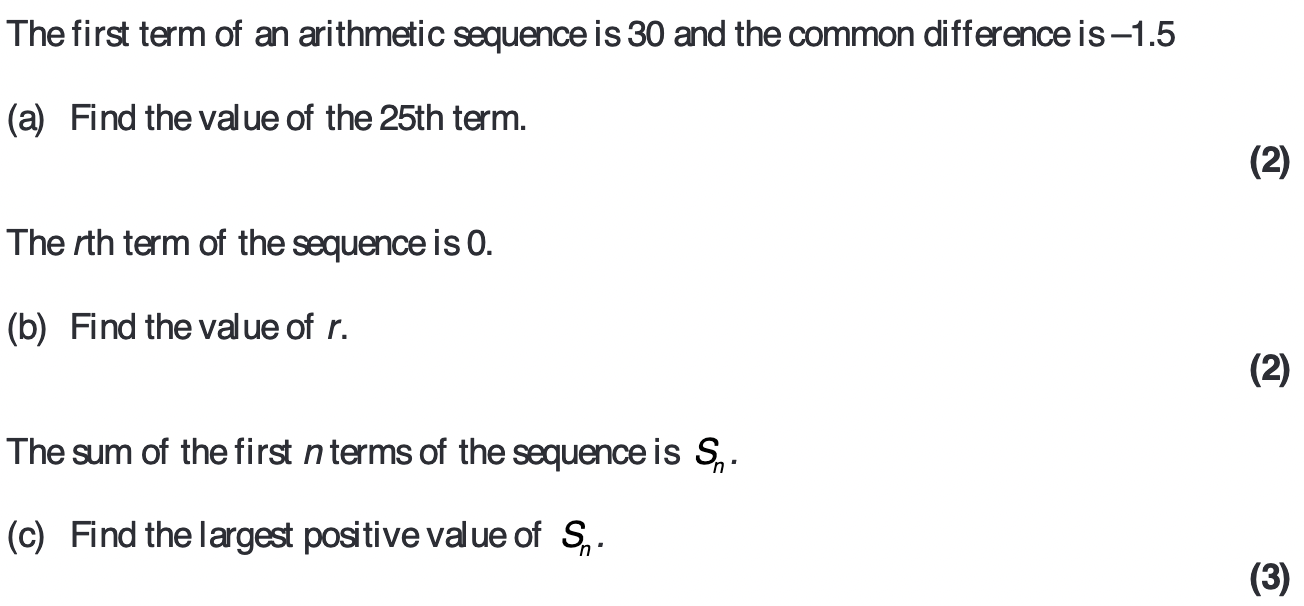 The first term of an arithmetic sequence is 30 and the common difference is –1.5
(a) Find the value of the 25th term.
(2)
The rth term of the sequence is 0.
(b) Find the value of r.
(2)
The sum of the first n terms of the sequence is Sₙ.
(c) Find the largest positive value of Sₙ.
(3)